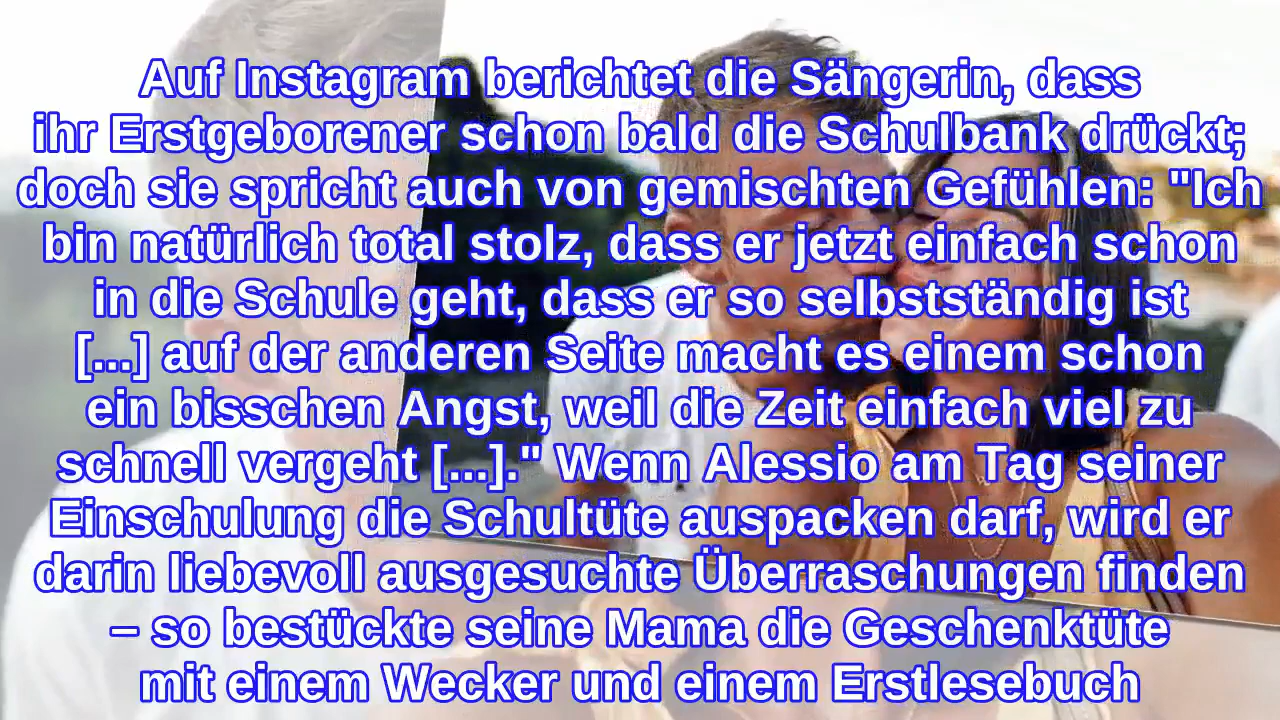 Auf Instagram berichtet die Sängerin, dass
ihr Erstgeborener schon bald die Schulbank drückt;
doch sie spricht auch von gemischten Gefühlen: "Ich
bin natürlich total stolz, dass er jetzt einfach schon
in die Schule geht, dass er so selbstständig ist
[...] auf der anderen Seite macht es einem schon
ein bisschen Angst, weil die Zeit einfach viel zu
schnell vergeht [...]." Wenn Alessio am Tag seiner
Einschulung die Schultüte auspacken darf, wird er
darin liebevoll ausgesuchte Überraschungen finden
– so bestückte seine Mama die Geschenktüte
mit einem Wecker und einem Erstlesebuch